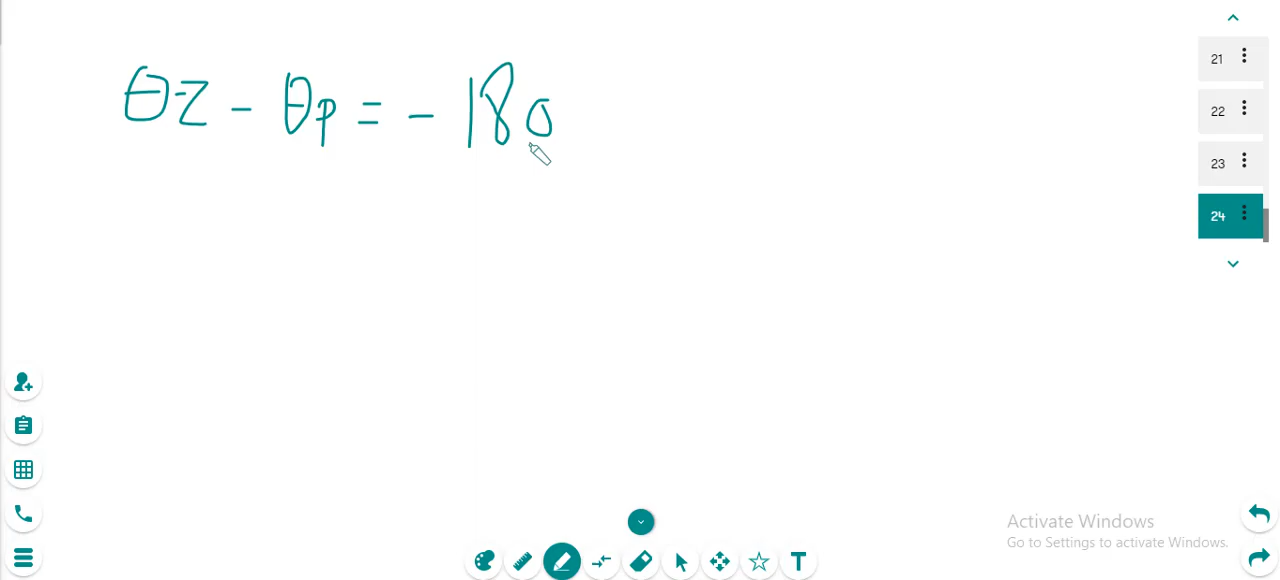 θz - θp = - 180
21
22
23
24
T
Activate Windows
Go to Settings to activate Windows.